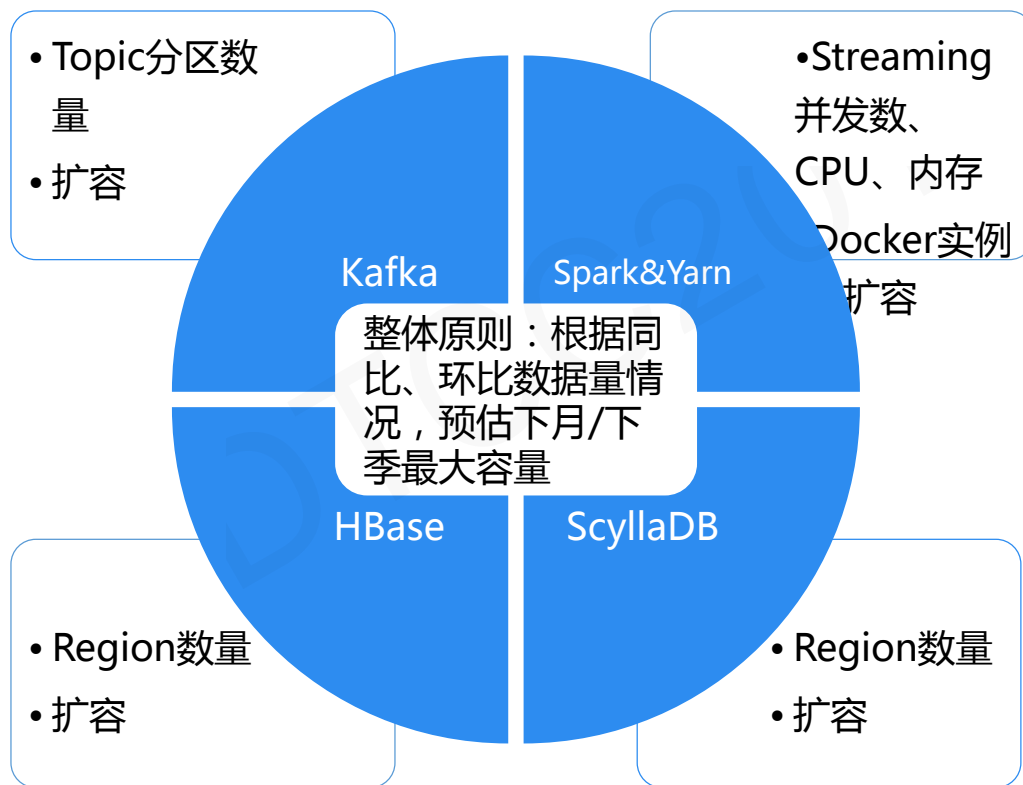 • Topic分区数
量
• 扩容
•Streaming
并发数、
CPU、内存
Docker实例
扩容
Kafka
Spark&Yarn
整体原则：根据同
比、环比数据量情
况，预估下月/下
季最大容量
HBase
ScyllaDB
• Region数量
• 扩容
• Region数量
• 扩容